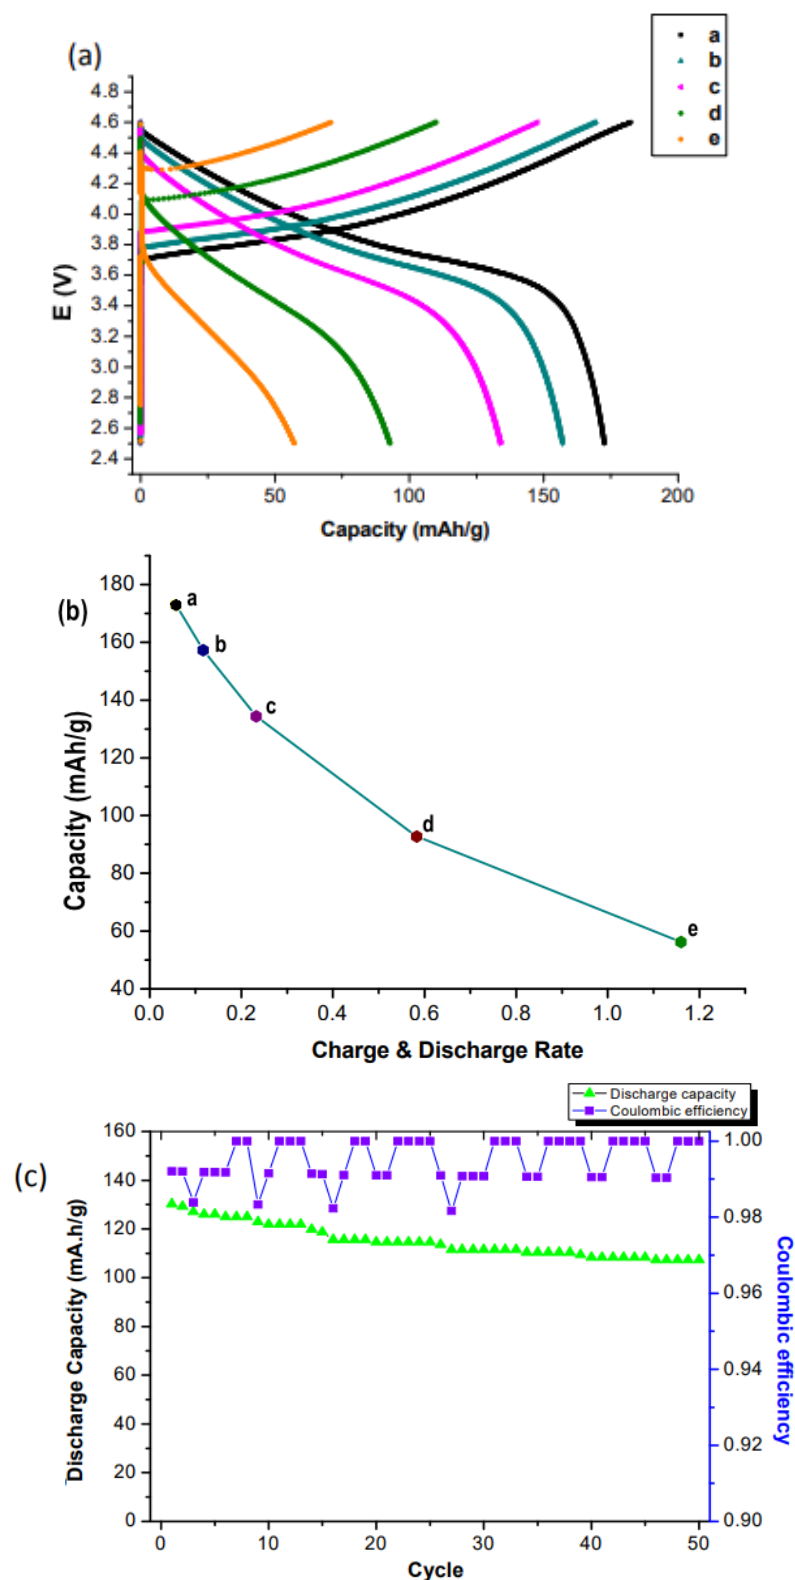 (a)
a
b
c
d
e
4.8
4.6
4.4
4.2
4.0
3.8
3.6
3.4
3.2
3.0
2.8
2.6
2.4
E (V)
0 50 100 150 200
Capacity (mAh/g)
(b)
180
160
140
120
100
80
60
40
Capacity (mAh/g)
a
b
c
d
e
0.0 0.2 0.4 0.6 0.8 1.0 1.2
Charge & Discharge Rate
(c)
Discharge capacity
Coulombic efficiency
160
140
120
100
80
60
40
20
0
Discharge Capacity (mA.h/g)
1.00
0.98
0.96
0.94
0.92
0.90
Coulombic efficiency
0 10 20 30 40 50
Cycle